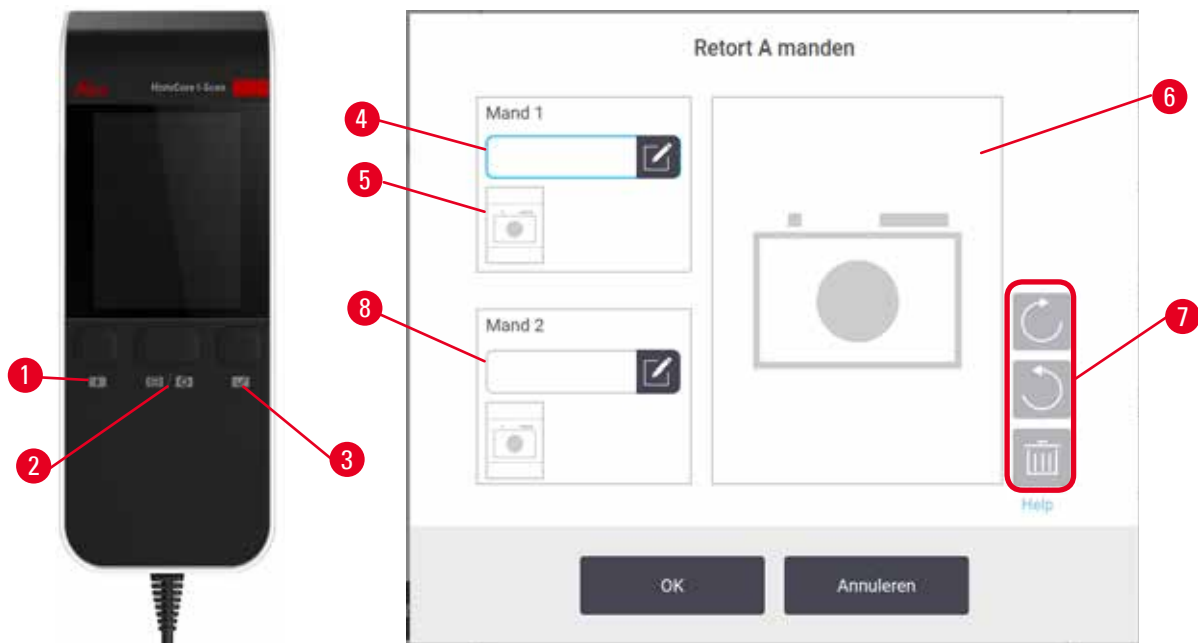 Leica HistoCore I-Scan
Retort A manden
Mand 1
Mand 2
Help
OK
Annuleren
1
2
3
4
5
6
7
8